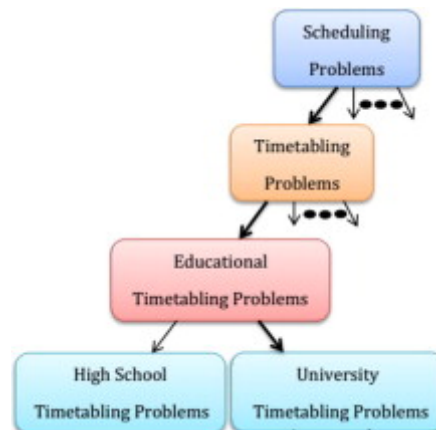 Scheduling
Problems
Timetabling
Problems
Educational
Timetabling Problems
High School
Timetabling Problems
University
Timetabling Problems